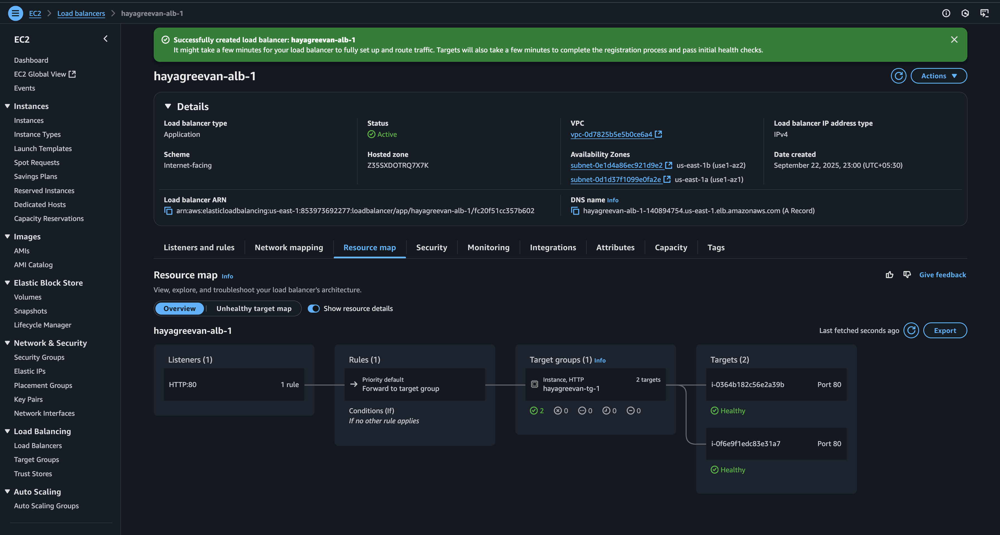 EC2 > Load balancers > hayagreevan-alb-1
EC2
Dashboard
EC2 Global View
Events
Instances
Instances
Instance Types
Launch Templates
Spot Requests
Savings Plans
Reserved Instances
Dedicated Hosts
Capacity Reservations
Images
AMIs
AMI Catalog
Elastic Block Store
Volumes
Snapshots
Lifecycle Manager
Network & Security
Security Groups
Elastic IPs
Placement Groups
Key Pairs
Network Interfaces
Load Balancing
Load Balancers
Target Groups
Trust Stores
Auto Scaling
Auto Scaling Groups
Successfully created load balancer: hayagreevan-alb-1
It might take a few minutes for your load balancer to fully set up and route traffic. Targets will also take a few minutes to complete the registration process and pass initial health checks.
hayagreevan-alb-1
Actions
Details
Load balancer type
Application
Status
Active
VPC
vpc-0d7825b5e5b0ce6a4
Load balancer IP address type
IPv4
Scheme
Internet-facing
Hosted zone
Z35SXDOTRQ7X7K
Availability Zones
subnet-0e1d4a86ec921d9e2 us-east-1b (use1-az2)
subnet-0d1d37f1099e0fa2e us-east-1a (use1-az1)
Date created
September 22, 2025, 23:00 (UTC+05:30)
Load balancer ARN
arn:aws:elasticloadbalancing:us-east-1:853973692277:loadbalancer/app/hayagreevan-alb-1/fc20f51cc357b602
DNS name Info
hayagreevan-alb-1-140894754.us-east-1.elb.amazonaws.com (A Record)
Listeners and rules
Network mapping
Resource map
Security
Monitoring
Integrations
Attributes
Capacity
Tags
Resource map Info
Give feedback
View, explore, and troubleshoot your load balancer's architecture.
Overview
Unhealthy target map
Show resource details
hayagreevan-alb-1
Last fetched seconds ago
Export
Listeners (1)
HTTP:80 1 rule
Rules (1)
Priority default
Forward to target group
Conditions (If)
If no other rule applies
Target groups (1) Info
Instance, HTTP 2 targets
hayagreevan-tg-1
2 0 0 0 0
Targets (2)
i-0364b182c56e2a39b Port 80
Healthy
i-0f6e9f1edc83e31a7 Port 80
Healthy